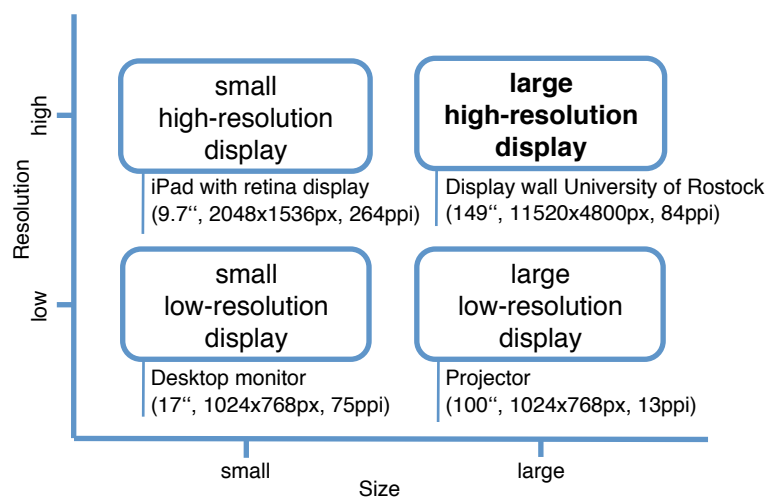 small
high-resolution
display
large
high-resolution
display
iPad with retina display
(9.7“, 2048x1536px, 264ppi)
Display wall University of Rostock
(149“, 11520x4800px, 84ppi)
small
low-resolution
display
large
low-resolution
display
Desktop monitor
(17“, 1024x768px, 75ppi)
Projector
(100“, 1024x768px, 13ppi)
Resolution
high
low
small
large
Size